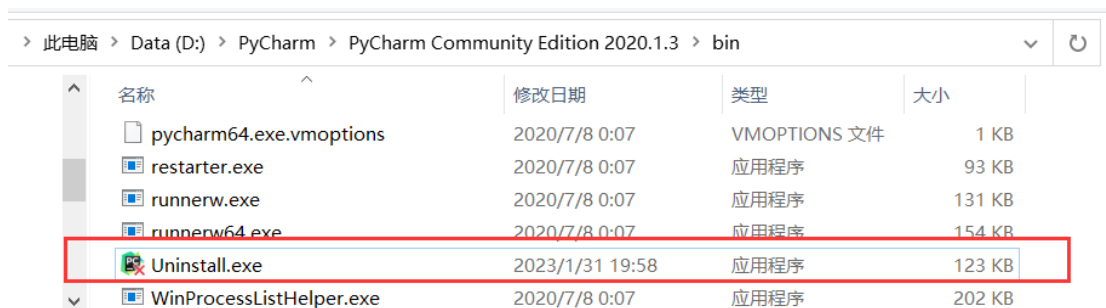 > 此电脑 > Data (D:) > PyCharm > PyCharm Community Edition 2020.1.3 > bin
名称 修改日期 类型 大小
pycharm64.exe.vmoptions 2020/7/8 0:07 VMOPTIONS 文件 1 KB
restarter.exe 2020/7/8 0:07 应用程序 93 KB
runnerw.exe 2020/7/8 0:07 应用程序 131 KB
runnerw64.exe 2020/7/8 0:07 应用程序 154 KB
Uninstall.exe 2023/1/31 19:58 应用程序 123 KB
WinProcessListHelper.exe 2020/7/8 0:07 应用程序 202 KB